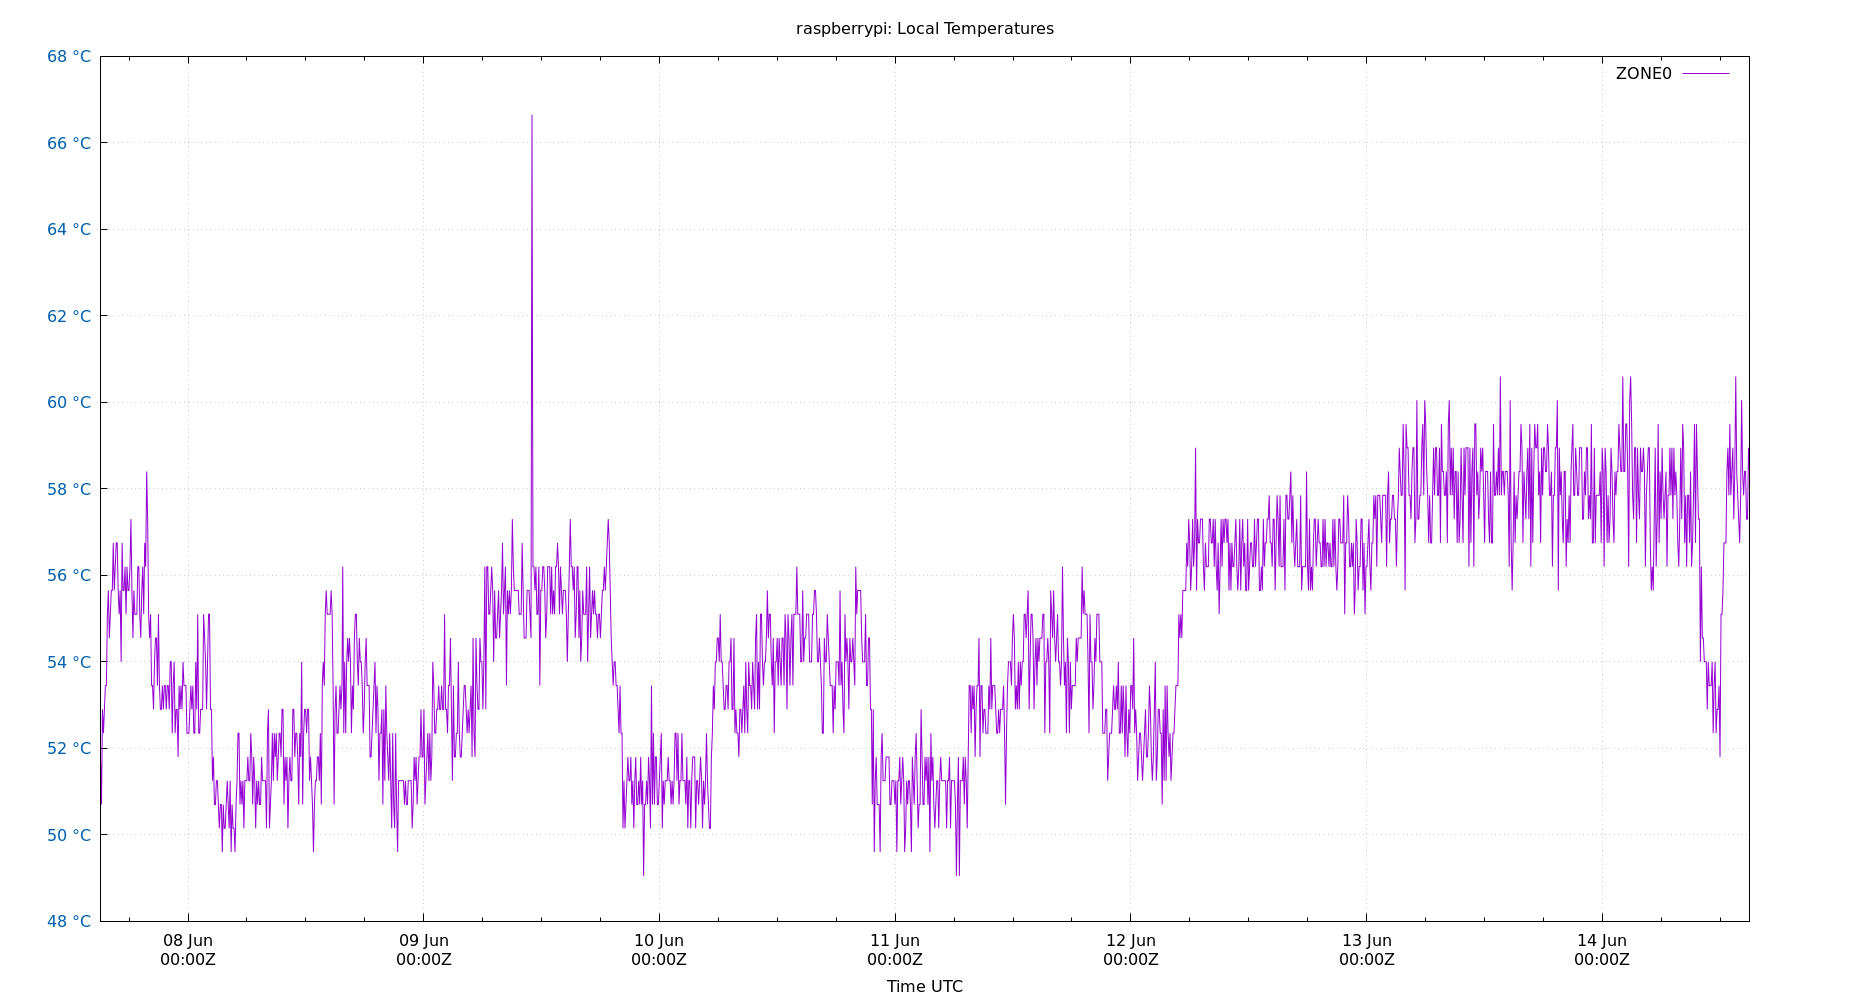 raspberrypi: Local Temperatures
68 °C
ZONE0
66 °C
64 °C
62 °C
60 °C
58 °C
56 °C
54 °C
52 °C
50 °C
48 °C
08 Jun 09 Jun 10 Jun 11 Jun 12 Jun 13 Jun 14 Jun
00:00Z 00:00Z 00:00Z 00:00Z 00:00Z 00:00Z 00:00Z
Time UTC